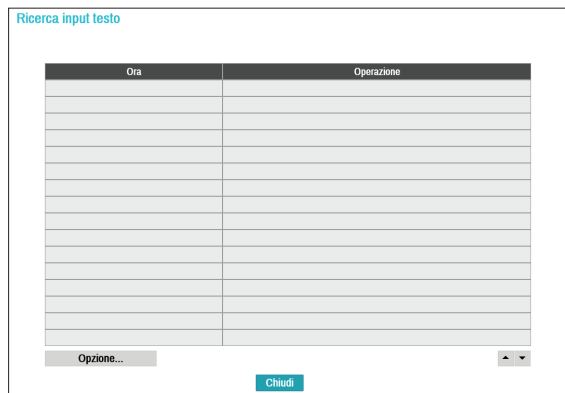 Ricerca input testo
Ora Operazione
Opzione...
Chiudi